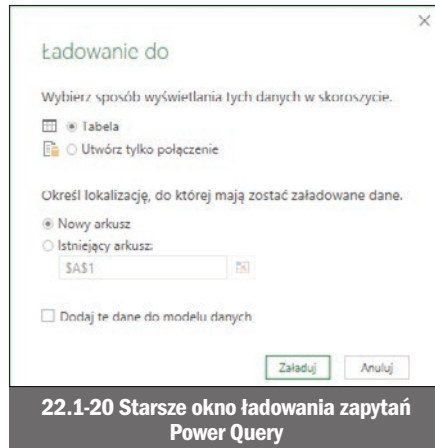 Ładowanie do
Wybierz sposób wyświetlania tych danych w skoroszycie.
Tabela
Utwórz tylko połączenie
Określ lokalizację, do której mają zostać załadowane dane.
Nowy arkusz
Istniejący arkusz:
$A$1
Dodaj te dane do modelu danych
Załaduj Anuluj
22.1-20 Starsze okno ładowania zapytań
Power Query